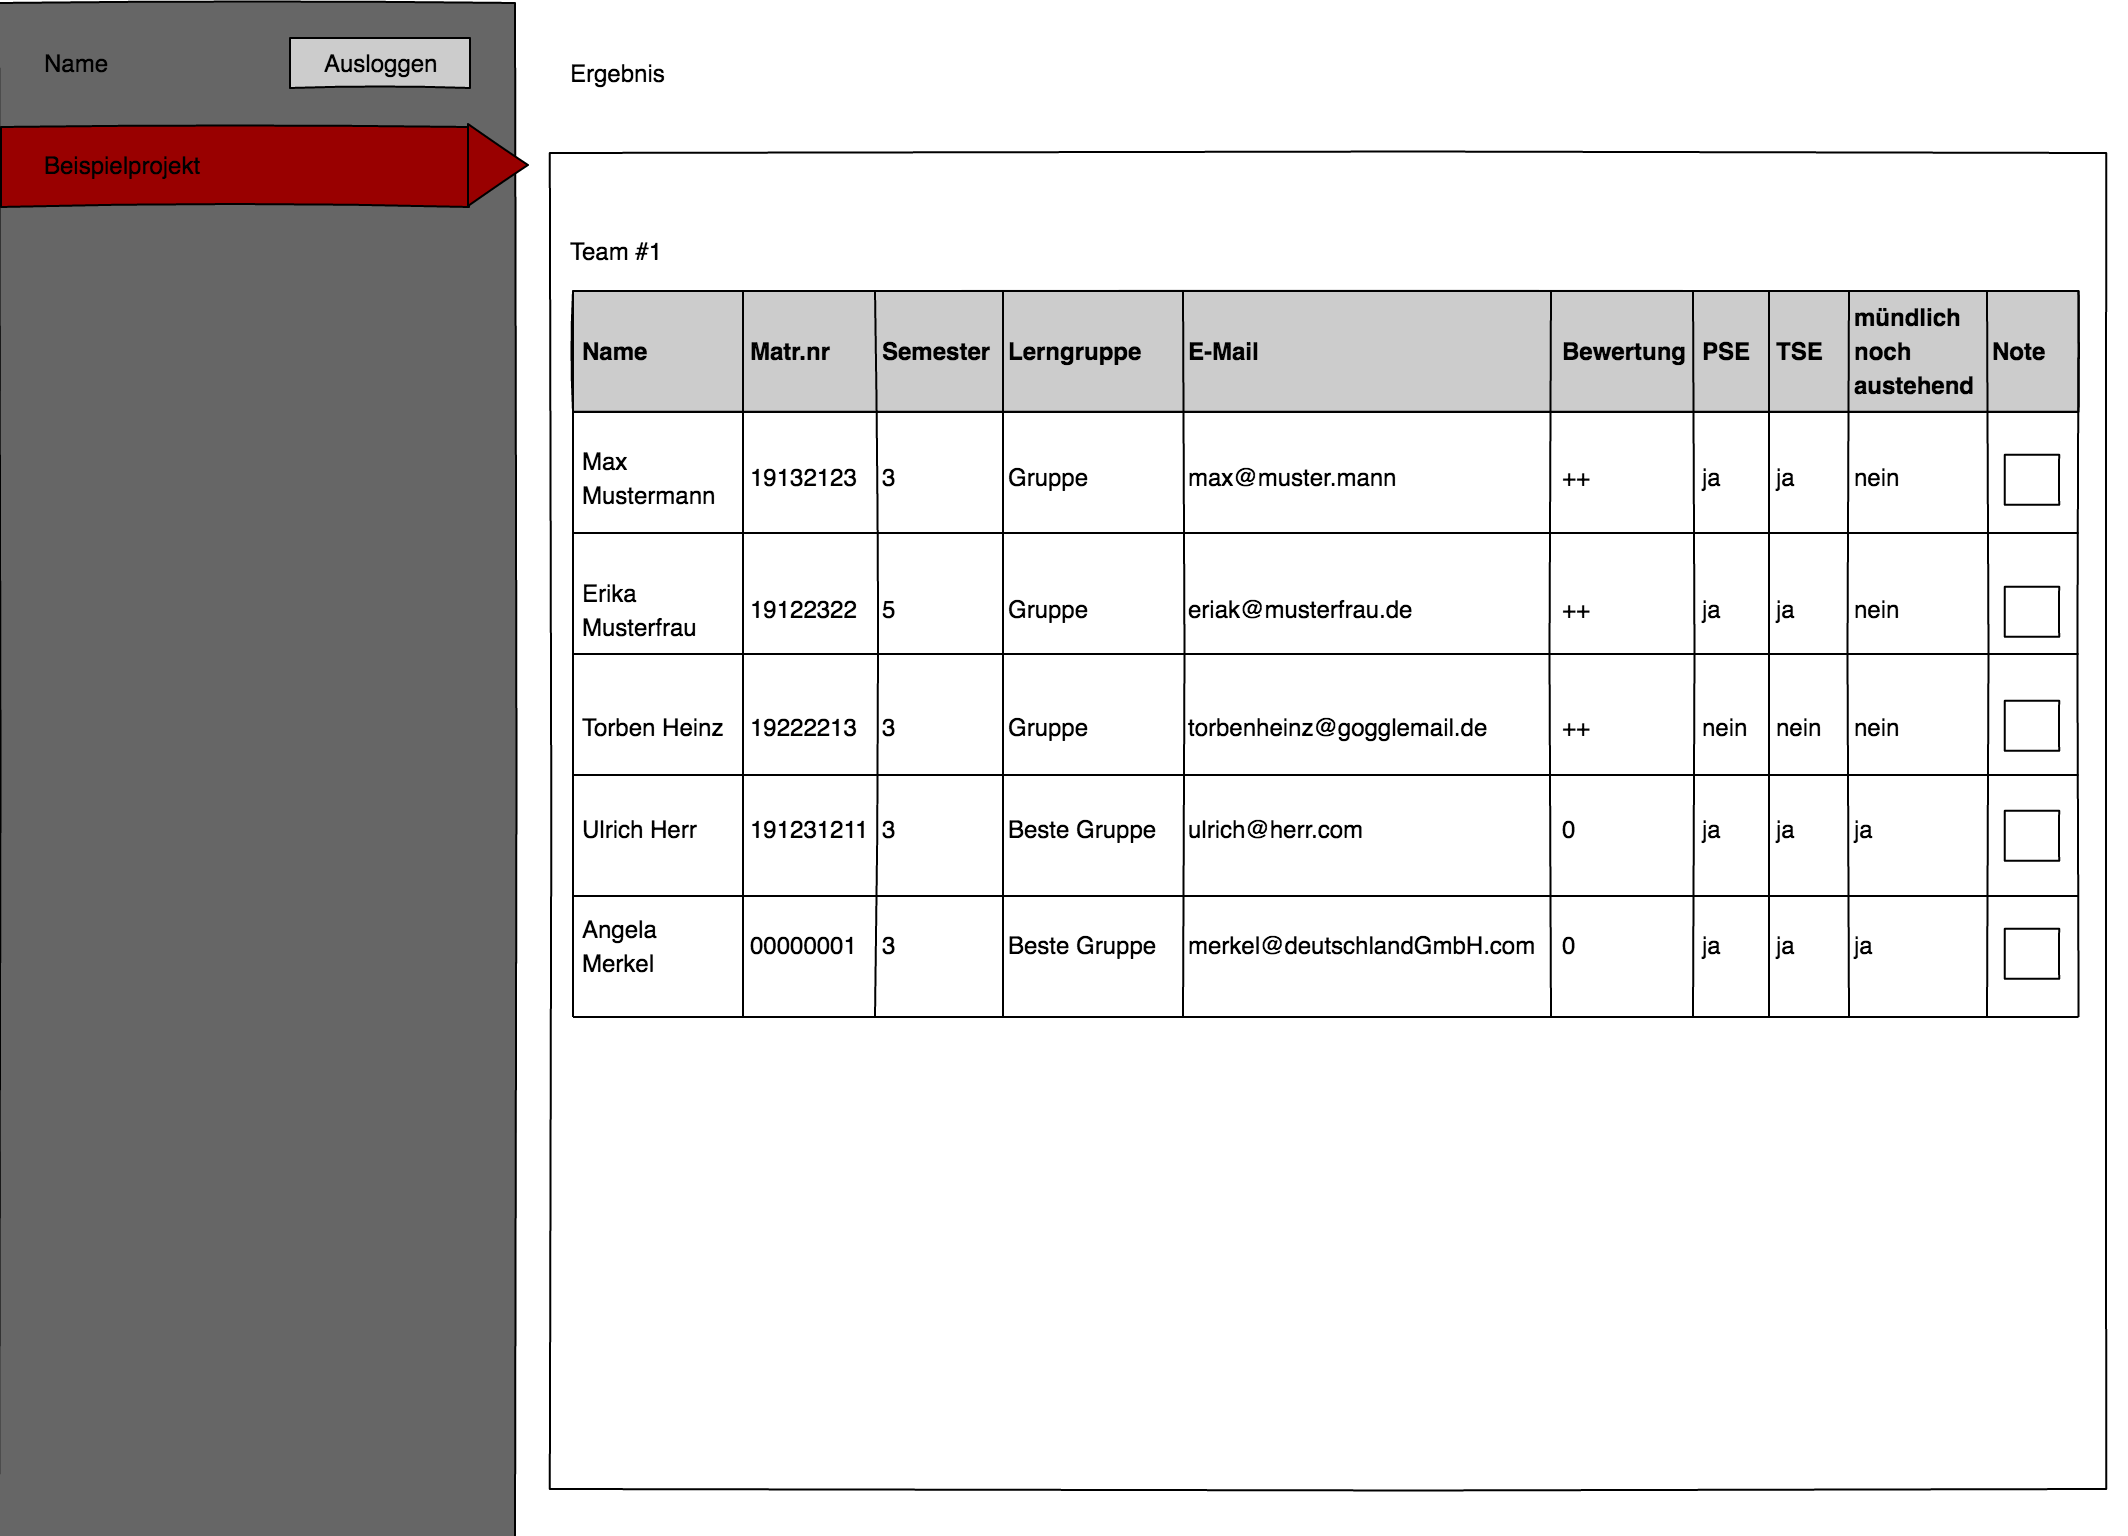 Name
Ausloggen
Beispielprojekt
Ergebnis
Team #1
Name Matr.nr Semester Lerngruppe E-Mail Bewertung PSE TSE mündlich noch austehend Note
Max Mustermann 19132123 3 Gruppe max@muster.mann ++ ja ja nein
Erika Musterfrau 19122322 5 Gruppe eriak@musterfrau.de ++ ja ja nein
Torben Heinz 19222213 3 Gruppe torbenheinz@gogglemail.de ++ nein nein nein
Ulrich Herr 191231211 3 Beste Gruppe ulrich@herr.com 0 ja ja ja
Angela Merkel 00000001 3 Beste Gruppe merkel@deutschlandGmbH.com 0 ja ja ja